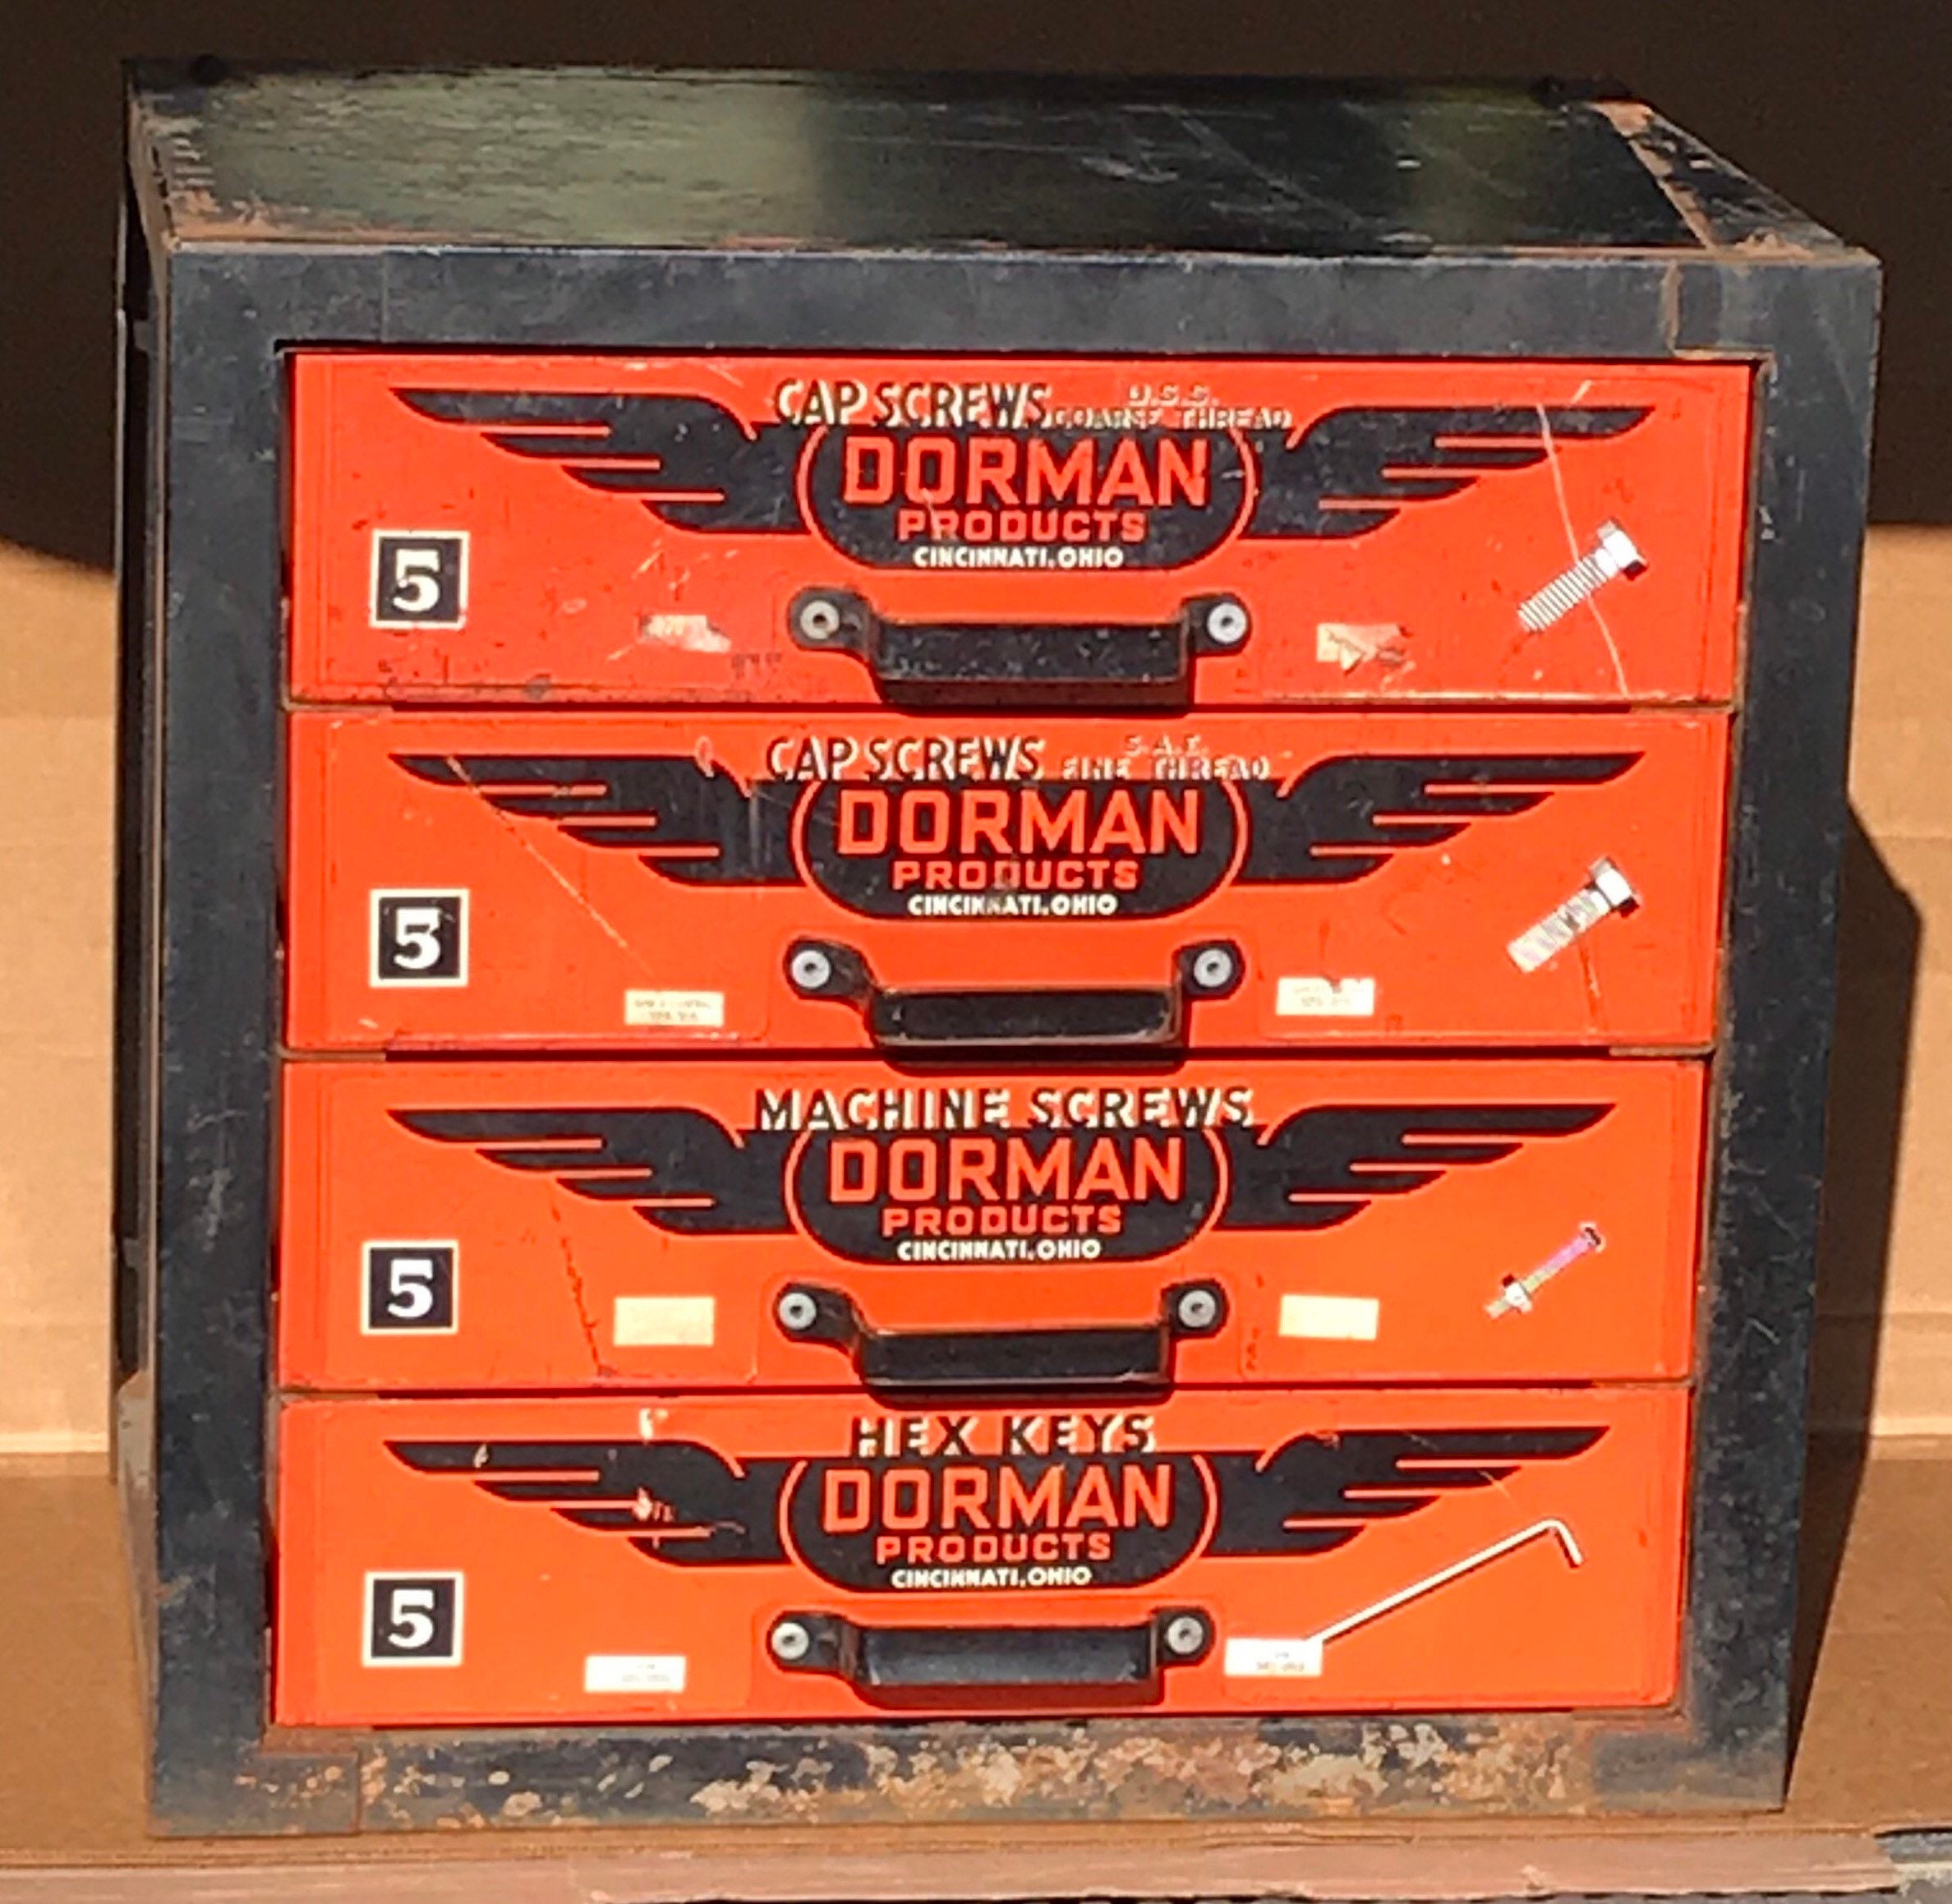 CAP SCREWS U.S.C.
COARSE THREAD
DORMAN
PRODUCTS
CINCINNATI, OHIO
5
CAP SCREWS S.A.E.
FINE THREAD
DORMAN
PRODUCTS
CINCINNATI, OHIO
5
MACHINE SCREWS
DORMAN
PRODUCTS
CINCINNATI, OHIO
5
HEX KEYS
DORMAN
PRODUCTS
CINCINNATI, OHIO
5